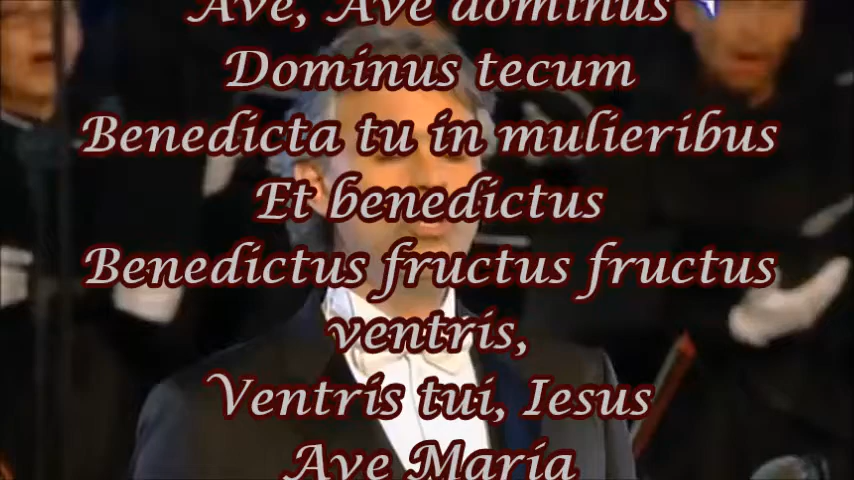 Ave, Ave dominus
Dominus tecum
Benedicta tu in mulieribus
Et benedictus
Benedictus fructus fructus
ventris,
Ventris tui, Iesus
Ave Maria